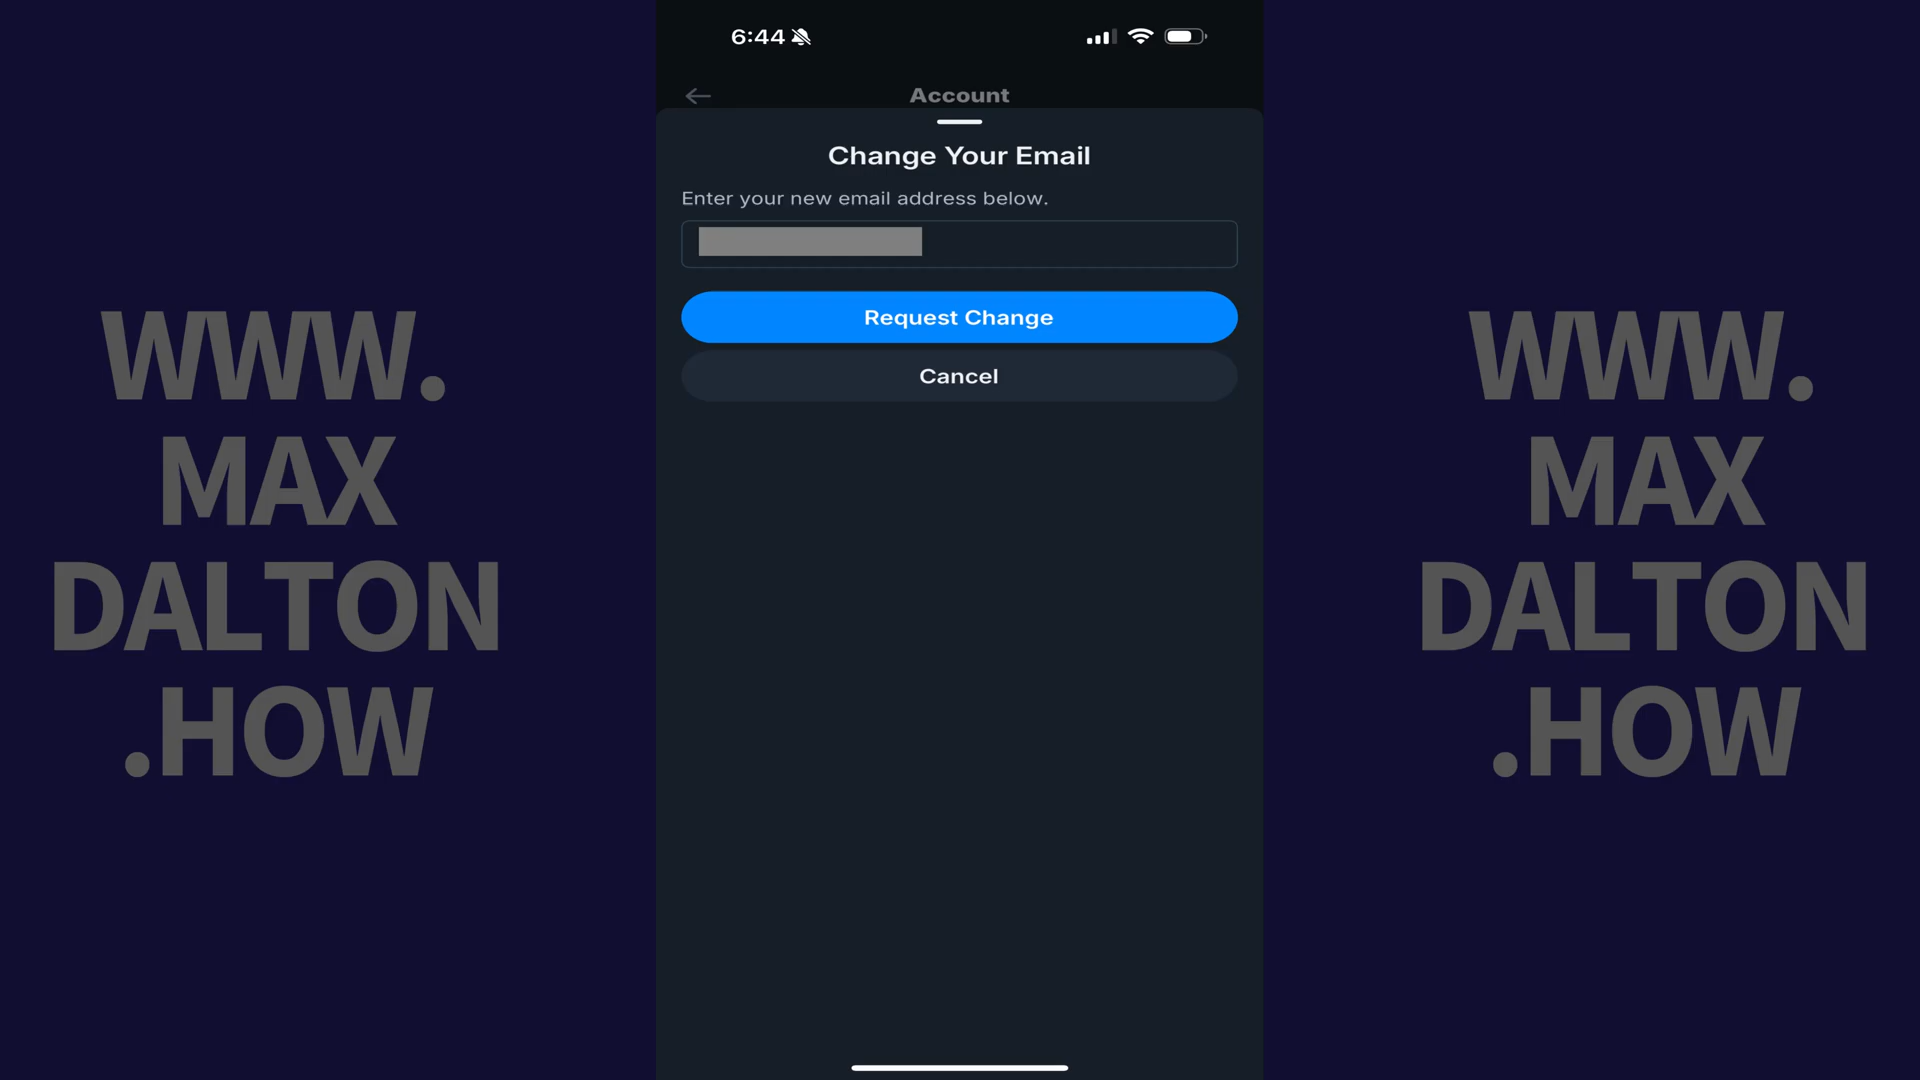 6:44
Account
Change Your Email
Enter your new email address below.
Request Change
Cancel
WWW.
MAX
DALTON
.HOW
WWW.
MAX
DALTON
.HOW